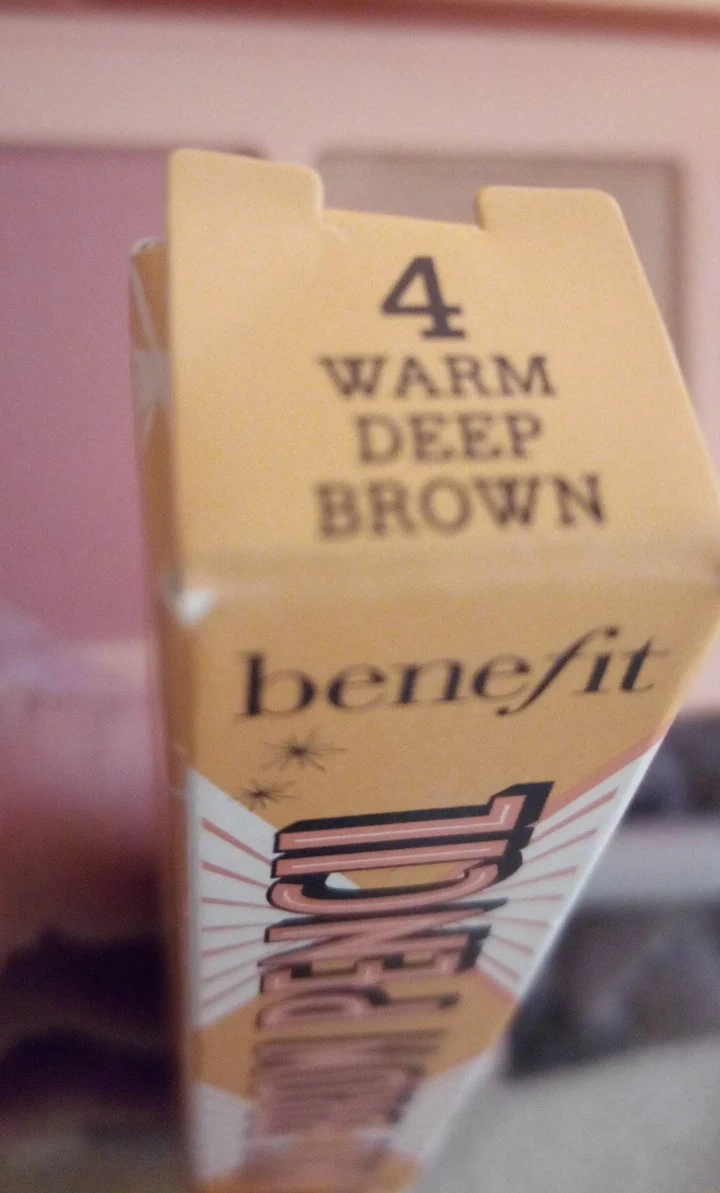 4
WARM
DEEP
BROWN
benefit
PENCIL